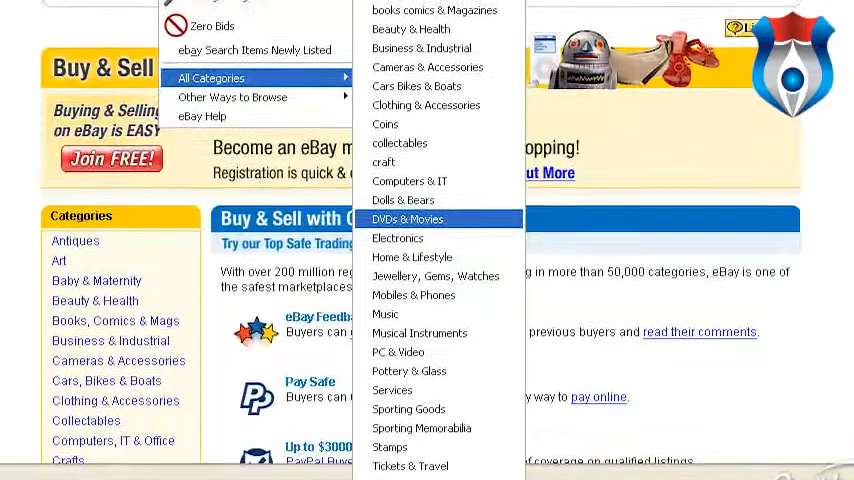 Zero Bids
ebay Search Items Newly Listed
All Categories
Other Ways to Browse
eBay Help
books comics & Magazines
Beauty & Health
Business & Industrial
Cameras & Accessories
Cars Bikes & Boats
Clothing & Accessories
Coins
collectables
craft
Computers & IT
Dolls & Bears
DVDs & Movies
Electronics
Home & Lifestyle
Jewellery, Gems, Watches
Mobiles & Phones
Music
Musical Instruments
PC & Video
Pottery & Glass
Services
Sporting Goods
Sporting Memorabilia
Stamps
Tickets & Travel
Buy & Sell
Buying & Selling
on eBay is EASY
Join FREE!
Become an eBay m
opping!
Registration is quick &
ut More
Categories
Antiques
Art
Baby & Maternity
Beauty & Health
Books, Comics & Mags
Business & Industrial
Cameras & Accessories
Cars, Bikes & Boats
Clothing & Accessories
Collectables
Computers, IT & Office
Crafts
Buy & Sell with C
Try our Top Safe Trading
With over 200 million reg
ng in more than 50,000 categories, eBay is one of
the safest marketplaces
eBay Feedba
Buyers can
previous buyers and read their comments.
Pay Safe
Buyers can
y way to pay online.
Up to $3000
PayPal Buye
of coverage on qualified listings.